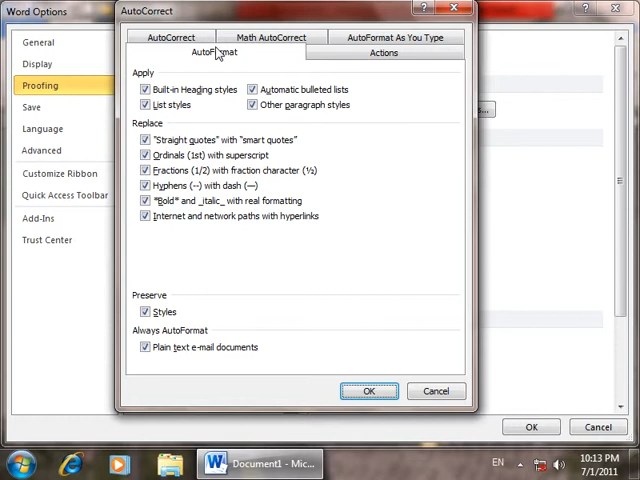 Word Options
AutoCorrect
General
Display
Proofing
Save
Language
Advanced
Customize Ribbon
Quick Access Toolbar
Add-Ins
Trust Center
AutoCorrect
Math AutoCorrect
AutoFormat As You Type
AutoFormat
Actions
Apply
Built-in Heading styles
Automatic bulleted lists
List styles
Other paragraph styles
Replace
"Straight quotes" with “smart quotes”
Ordinals (1st) with superscript
Fractions (1/2) with fraction character (½)
Hyphens (--) with dash (—)
*Bold* and _italic_ with real formatting
Internet and network paths with hyperlinks
Preserve
Styles
Always AutoFormat
Plain text e-mail documents
OK
Cancel
s...
OK
Cancel
Document1 - Mic...
EN
10:13 PM
7/1/2011